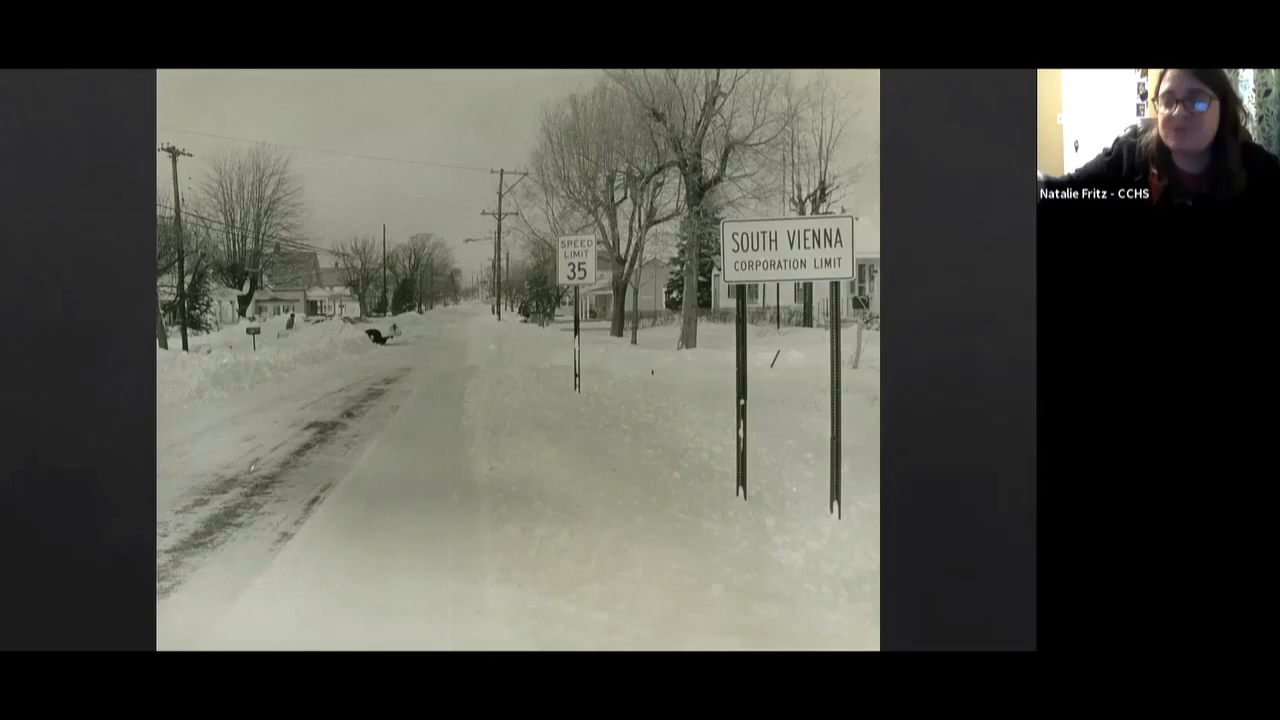 SPEED
LIMIT
35
SOUTH VIENNA
CORPORATION LIMIT
Natalie Fritz - CCHS